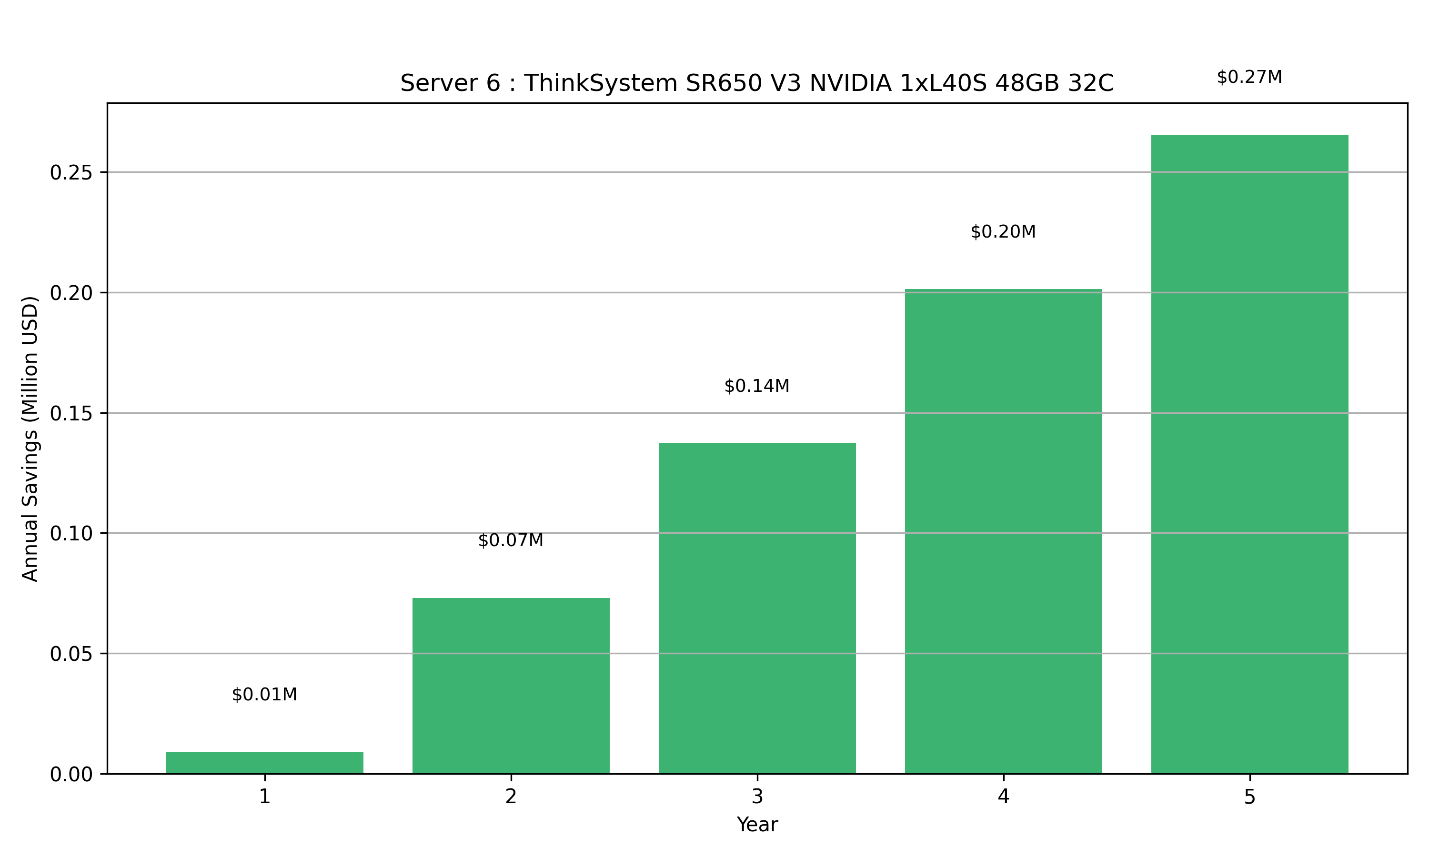 Server 6 : ThinkSystem SR650 V3 NVIDIA 1xL40S 48GB 32C
$0.27M
0.25
$0.20M
0.20
$0.14M
0.15
$0.07M
0.10
0.05
$0.01M
0.00
Annual Savings (Million USD)
1 2 3 4 5
Year